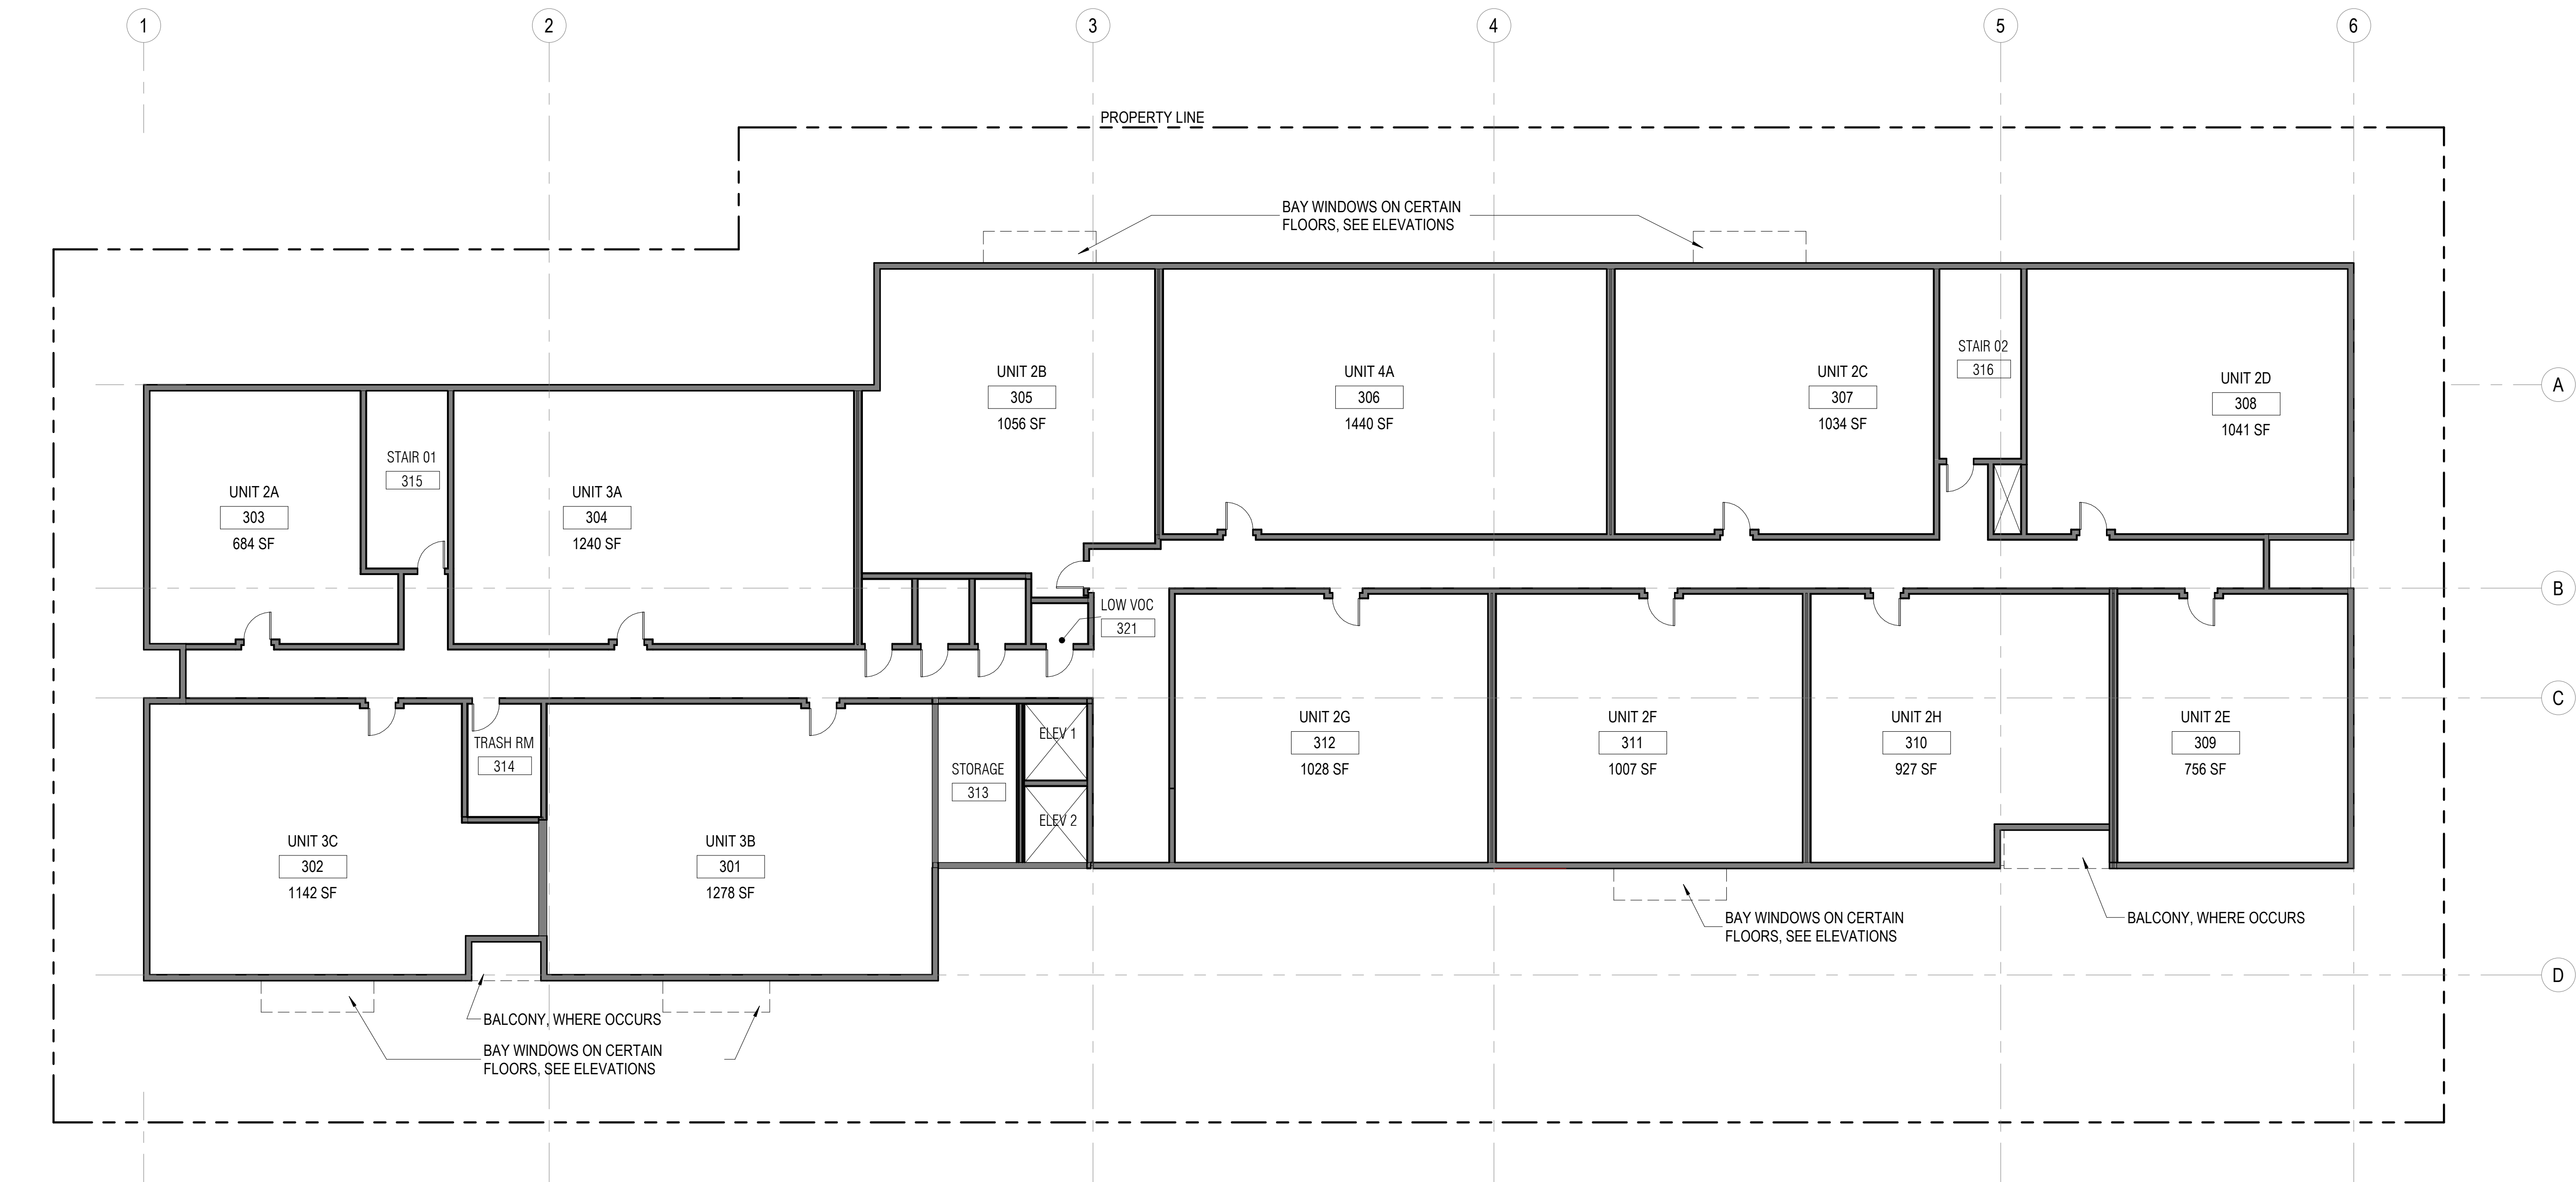 1
2
3
4
5
6
PROPERTY LINE
BAY WINDOWS ON CERTAIN
FLOORS, SEE ELEVATIONS
A
B
C
D
UNIT 2A
303
684 SF
STAIR 01
315
UNIT 3A
304
1240 SF
UNIT 2B
305
1056 SF
UNIT 4A
306
1440 SF
UNIT 2C
307
1034 SF
STAIR 02
316
UNIT 2D
308
1041 SF
LOW VOC
321
UNIT 3C
302
1142 SF
TRASH RM
314
UNIT 3B
301
1278 SF
STORAGE
313
ELEV 1
ELEV 2
UNIT 2G
312
1028 SF
UNIT 2F
311
1007 SF
UNIT 2H
310
927 SF
UNIT 2E
309
756 SF
BAY WINDOWS ON CERTAIN
FLOORS, SEE ELEVATIONS
BALCONY, WHERE OCCURS
BALCONY, WHERE OCCURS
BAY WINDOWS ON CERTAIN
FLOORS, SEE ELEVATIONS